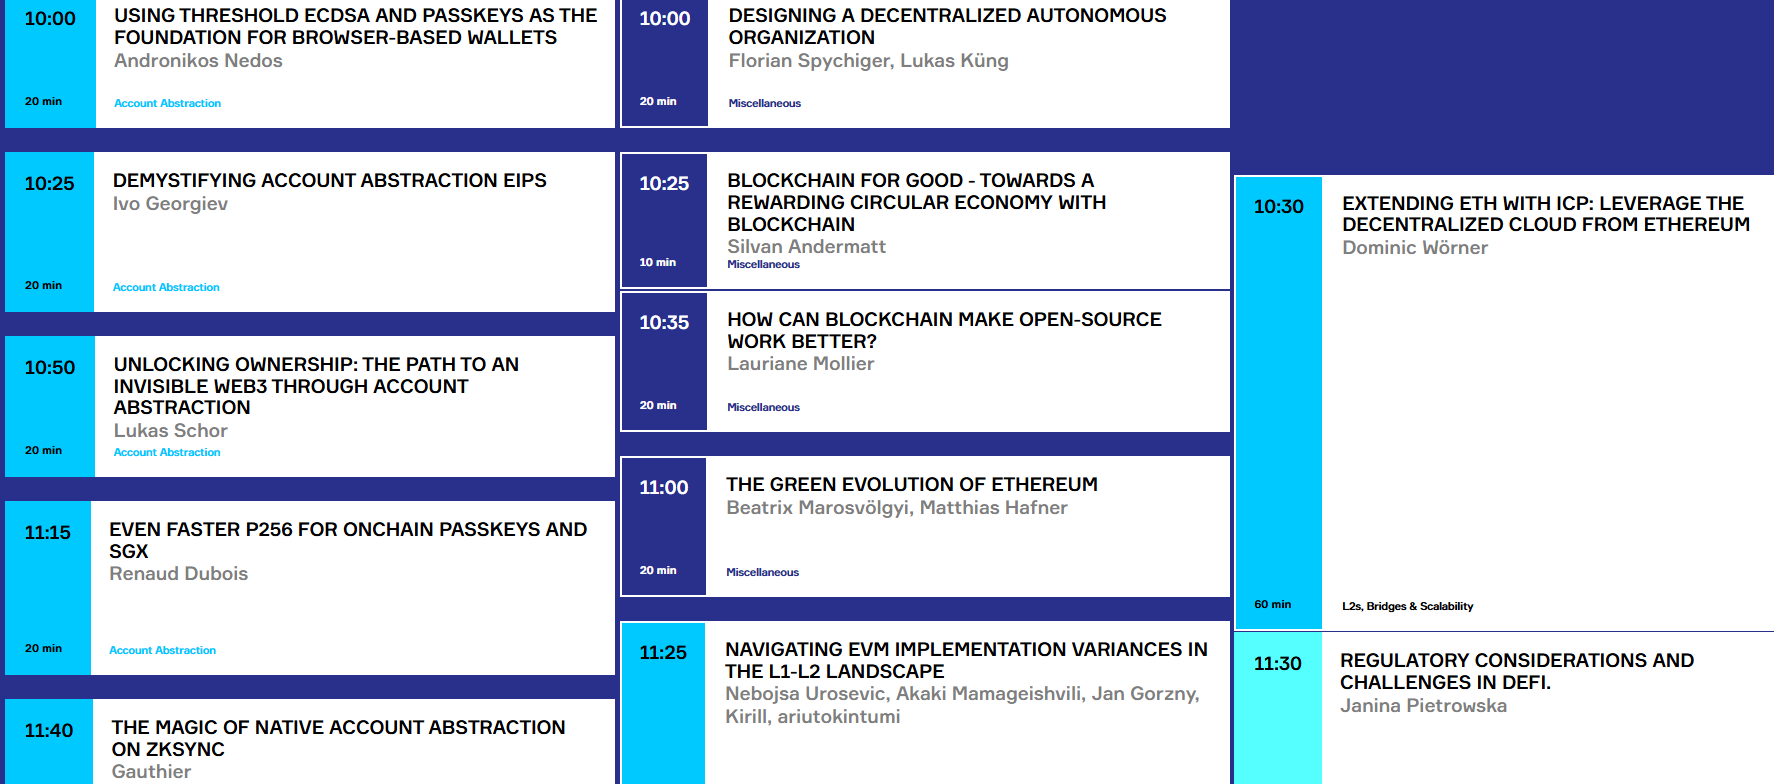 10:00
USING THRESHOLD ECDSA AND PASSKEYS AS THE
FOUNDATION FOR BROWSER-BASED WALLETS
Andronikos Nedos
20 min
Account Abstraction
10:25
DEMYSTIFYING ACCOUNT ABSTRACTION EIPS
Ivo Georgiev
20 min
Account Abstraction
10:50
UNLOCKING OWNERSHIP: THE PATH TO AN
INVISIBLE WEB3 THROUGH ACCOUNT
ABSTRACTION
Lukas Schor
20 min
Account Abstraction
11:15
EVEN FASTER P256 FOR ONCHAIN PASSKEYS AND
SGX
Renaud Dubois
20 min
Account Abstraction
11:40
THE MAGIC OF NATIVE ACCOUNT ABSTRACTION
ON ZKSYNC
Gauthier
10:00
DESIGNING A DECENTRALIZED AUTONOMOUS
ORGANIZATION
Florian Spychiger, Lukas Küng
20 min
Miscellaneous
10:25
BLOCKCHAIN FOR GOOD - TOWARDS A
REWARDING CIRCULAR ECONOMY WITH
BLOCKCHAIN
Silvan Andermatt
10 min
Miscellaneous
10:35
HOW CAN BLOCKCHAIN MAKE OPEN-SOURCE
WORK BETTER?
Lauriane Mollier
20 min
Miscellaneous
11:00
THE GREEN EVOLUTION OF ETHEREUM
Beatrix Marosvölgyi, Matthias Hafner
20 min
Miscellaneous
11:25
NAVIGATING EVM IMPLEMENTATION VARIANCES IN
THE L1-L2 LANDSCAPE
Nebojsa Urosevic, Akaki Mamageishvili, Jan Gorzny,
Kirill, ariutokintumi
10:30
EXTENDING ETH WITH ICP: LEVERAGE THE
DECENTRALIZED CLOUD FROM ETHEREUM
Dominic Wörner
60 min
L2s, Bridges & Scalability
11:30
REGULATORY CONSIDERATIONS AND
CHALLENGES IN DEFI.
Janina Pietrowska